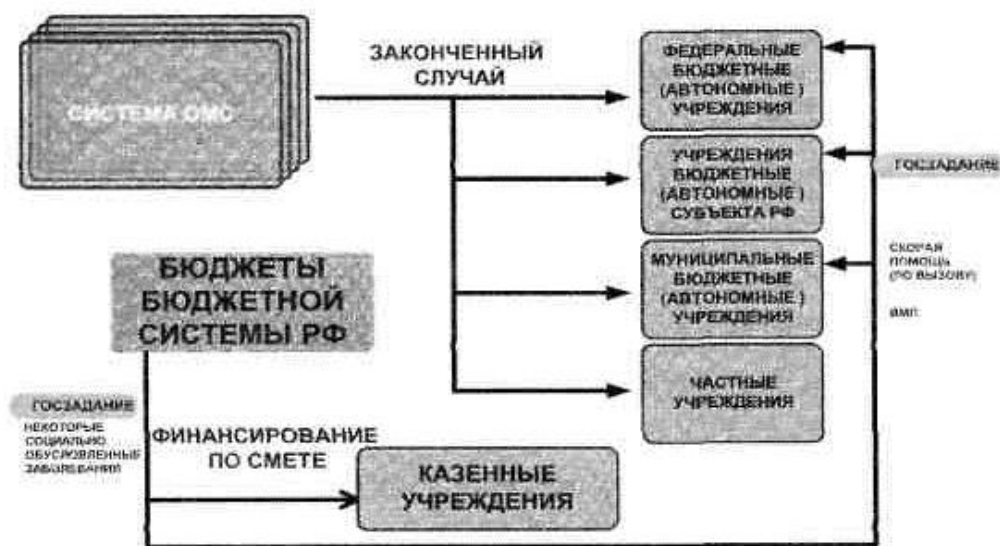 СИСТЕМА ОМС
ЗАКОНЧЕННЫЙ
СЛУЧАЙ
ФЕДЕРАЛЬНЫЕ
БЮДЖЕТНЫЕ
(АВТОНОМНЫЕ)
УЧРЕЖДЕНИЯ
УЧРЕЖДЕНИЯ
БЮДЖЕТНЫЕ
(АВТОНОМНЫЕ)
СУБЪЕКТА РФ
МУНИЦИПАЛЬНЫЕ
БЮДЖЕТНЫЕ
(АВТОНОМНЫЕ)
УЧРЕЖДЕНИЯ
ЧАСТНЫЕ
УЧРЕЖДЕНИЯ
ГОСЗАДАНИЕ
СКОРАЯ
ПОМОЩЬ
(ПО ВЫЗОВУ)
ВМП
БЮДЖЕТЫ
БЮДЖЕТНОЙ
СИСТЕМЫ РФ
ГОСЗАДАНИЕ
НЕКОТОРЫЕ
СОЦИАЛЬНО
ОБУСЛОВЛЕННЫЕ
ЗАБОЛЕВАНИЯ
ФИНАНСИРОВАНИЕ
ПО СМЕТЕ
КАЗЕННЫЕ
УЧРЕЖДЕНИЯ